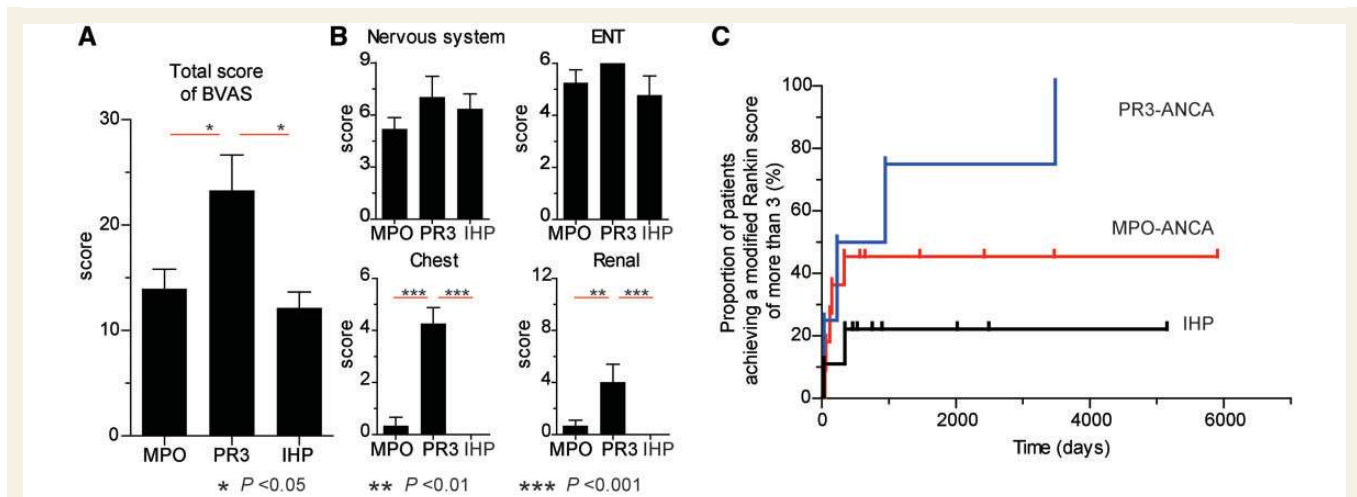 A
Total score
of BVAS
score
30
20
10
0
*
*
MPO
PR3
IHP
B
Nervous system
score
9
6
3
0
MPO PR3 IHP
ENT
score
6
4
2
0
MPO PR3 IHP
Chest
score
6
3
0
***
***
MPO PR3 IHP
Renal
score
12
8
4
0
**
***
MPO PR3 IHP
* P <0.05
** P <0.01
*** P <0.001
C
Proportion of patients
achieving a modified Rankin score
of more than 3 (%)
100
80
60
40
20
0
PR3-ANCA
MPO-ANCA
IHP
0
2000
4000
6000
Time (days)